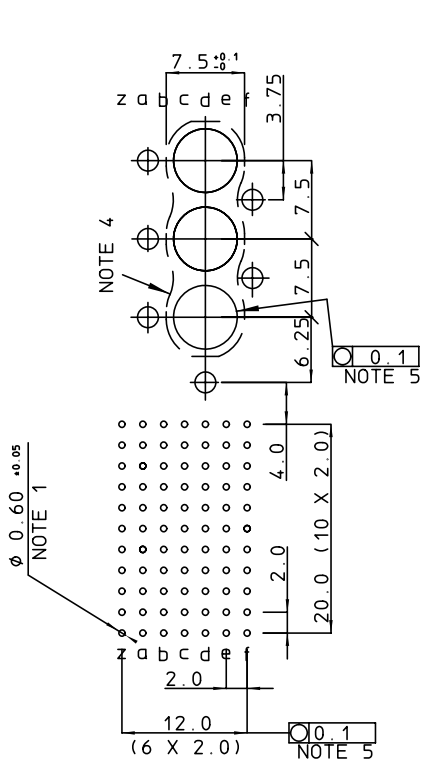 7.5 +0.1 -0
z a b c d e f
3.75
7.5
7.5
6.25
NOTE 4
0.1
NOTE 5
4.0
20.0 (10 X 2.0)
2.0
ø 0.60 ±0.05
NOTE 1
z a b c d e f
2.0
12.0
(6 X 2.0)
0.1
NOTE 5